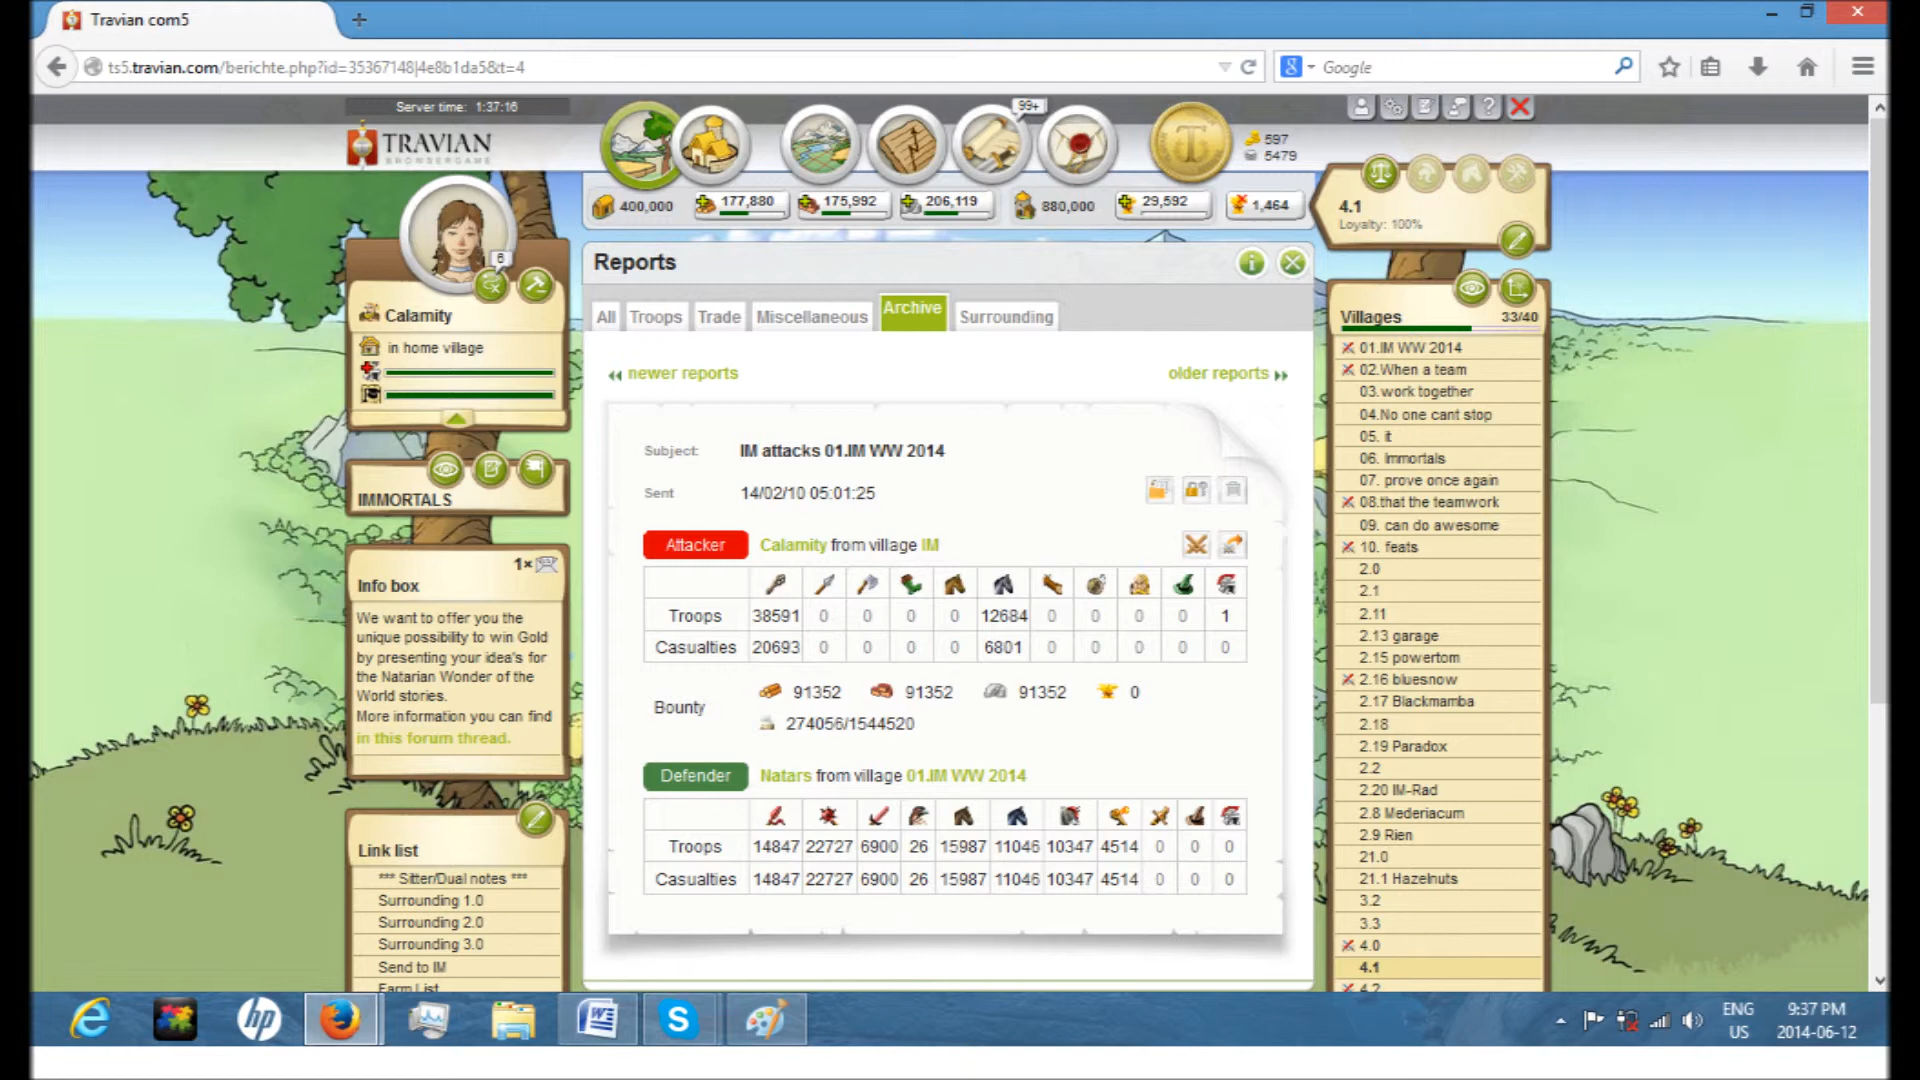 Travian com5
ts5.travian.com/berichte.php?id=35367148|4e8b1da5&t=4
Google
Server time: 1:37:16
TRAVIAN
BROWSERGAME
99+
597
5479
400,000
177,880
175,992
206,119
880,000
29,592
1,464
4.1
Loyalty: 100%
6
Calamity
in home village
IMMORTALS
1×
Info box
We want to offer you the
unique possibility to win Gold
by presenting your idea's for
the Natarian Wonder of the
World stories.
More information you can find
in this forum thread.
Link list
*** Sitter/Dual notes ***
Surrounding 1.0
Surrounding 2.0
Surrounding 3.0
Send to IM
Farm List
Reports
All Troops Trade Miscellaneous Archive Surrounding
newer reports older reports
Subject: IM attacks 01.IM WW 2014
Sent 14/02/10 05:01:25
Attacker Calamity from village IM
Troops 38591 0 0 0 0 12684 0 0 0 0 1
Casualties 20693 0 0 0 0 6801 0 0 0 0 0
Bounty 91352 91352 91352 0
274056/1544520
Defender Natars from village 01.IM WW 2014
Troops 14847 22727 6900 26 15987 11046 10347 4514 0 0 0
Casualties 14847 22727 6900 26 15987 11046 10347 4514 0 0 0
Villages 33/40
01.IM WW 2014
02.When a team
03.work together
04.No one cant stop
05. it
06. Immortals
07. prove once again
08.that the teamwork
09. can do awesome
10. feats
2.0
2.1
2.11
2.13 garage
2.15 powertom
2.16 bluesnow
2.17 Blackmamba
2.18
2.19 Paradox
2.2
2.20 IM-Rad
2.8 Mederiacum
2.9 Rien
21.0
21.1 Hazelnuts
3.2
3.3
4.0
4.1
4.2
ENG
US
9:37 PM
2014-06-12